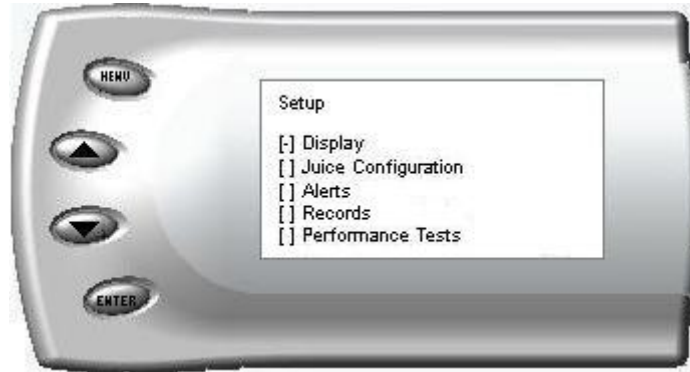 MENU
Setup
[-] Display
[ ] Juice Configuration
[ ] Alerts
[ ] Records
[ ] Performance Tests
ENTER